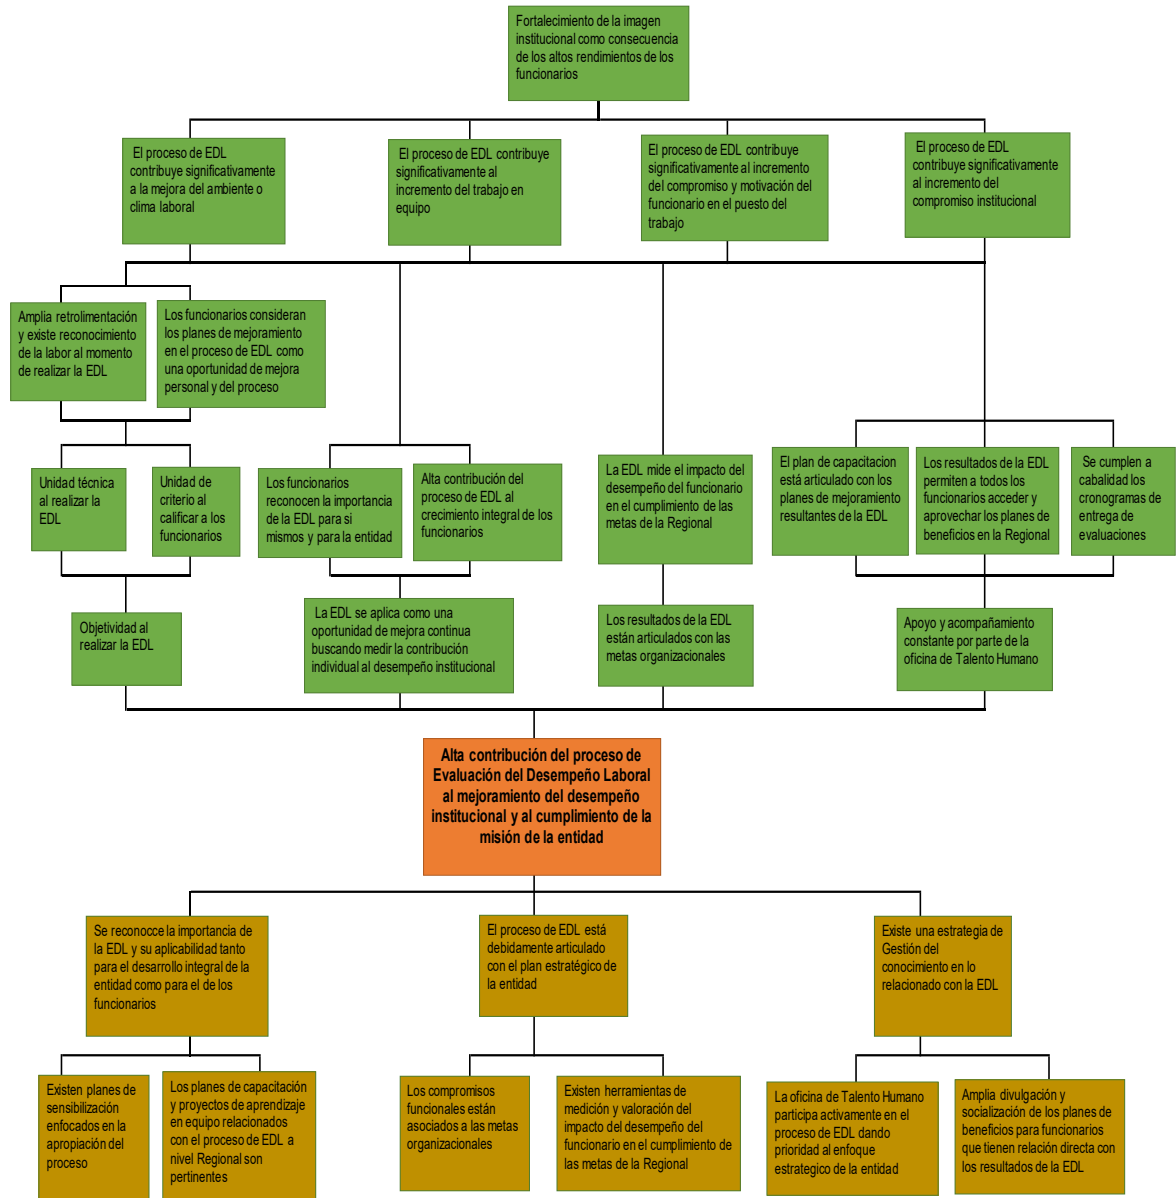 Fortalecimiento de la imagen
institucional como consecuencia
de los altos rendimientos de los
funcionarios
El proceso de EDL
contribuye significativamente
a la mejora del ambiente o
clima laboral
El proceso de EDL contribuye
significativamente al
incremento del trabajo en
equipo
El proceso de EDL contribuye
significativamente al incremento
del compromiso y motivación del
funcionario en el puesto del
trabajo
El proceso de EDL
contribuye significativamente
al incremento del
compromiso institucional
Amplia retrolimentación
y existe reconocimiento
de la labor al momento
de realizar la EDL
Los funcionarios consideran
los planes de mejoramiento
en el proceso de EDL como
una oportunidad de mejora
personal y del proceso
Unidad técnica
al realizar la
EDL
Unidad de
criterio al
calificar a los
funcionarios
Los funcionarios
reconocen la importancia
de la EDL para si
mismos y para la entidad
Alta contribución del
proceso de EDL al
crecimiento integral de los
funcionarios
La EDL mide el impacto del
desempeño del funcionario
en el cumplimiento de las
metas de la Regional
El plan de capacitacion
está articulado con los
planes de mejoramiento
resultantes de la EDL
Los resultados de la EDL
permiten a todos los
funcionarios acceder y
aprovechar los planes de
beneficios en la Regional
Se cumplen a
cabalidad los
cronogramas de
entrega de
evaluaciones
Objetividad al
realizar la EDL
La EDL se aplica como una
oportunidad de mejora continua
buscando medir la contribución
individual al desempeño institucional
Los resultados de la EDL
están articulados con las
metas organizacionales
Apoyo y acompañamiento
constante por parte de la
oficina de Talento Humano
Alta contribución del proceso de
Evaluación del Desempeño Laboral
al mejoramiento del desempeño
institucional y al cumplimiento de la
misión de la entidad
Se reconocce la importancia de
la EDL y su aplicabilidad tanto
para el desarrollo integral de la
entidad como para el de los
funcionarios
El proceso de EDL está
debidamente articulado
con el plan estratégico de
la entidad
Existe una estrategia de
Gestión del
conocimiento en lo
relacionado con la EDL
Existen planes de
sensibilización
enfocados en la
apropiación del
proceso
Los planes de capacitación
y proyectos de aprendizaje
en equipo relacionados
con el proceso de EDL a
nivel Regional son
pertinentes
Los compromisos
funcionales están
asociados a las metas
organizacionales
Existen herramientas de
medición y valoración del
impacto del desempeño del
funcionario en el cumplimiento de
las metas de la Regional
La oficina de Talento Humano
participa activamente en el
proceso de EDL dando
prioridad al enfoque
estrategico de la entidad
Amplia divulgación y
socialización de los planes de
beneficios para funcionarios
que tienen relación directa con
los resultados de la EDL